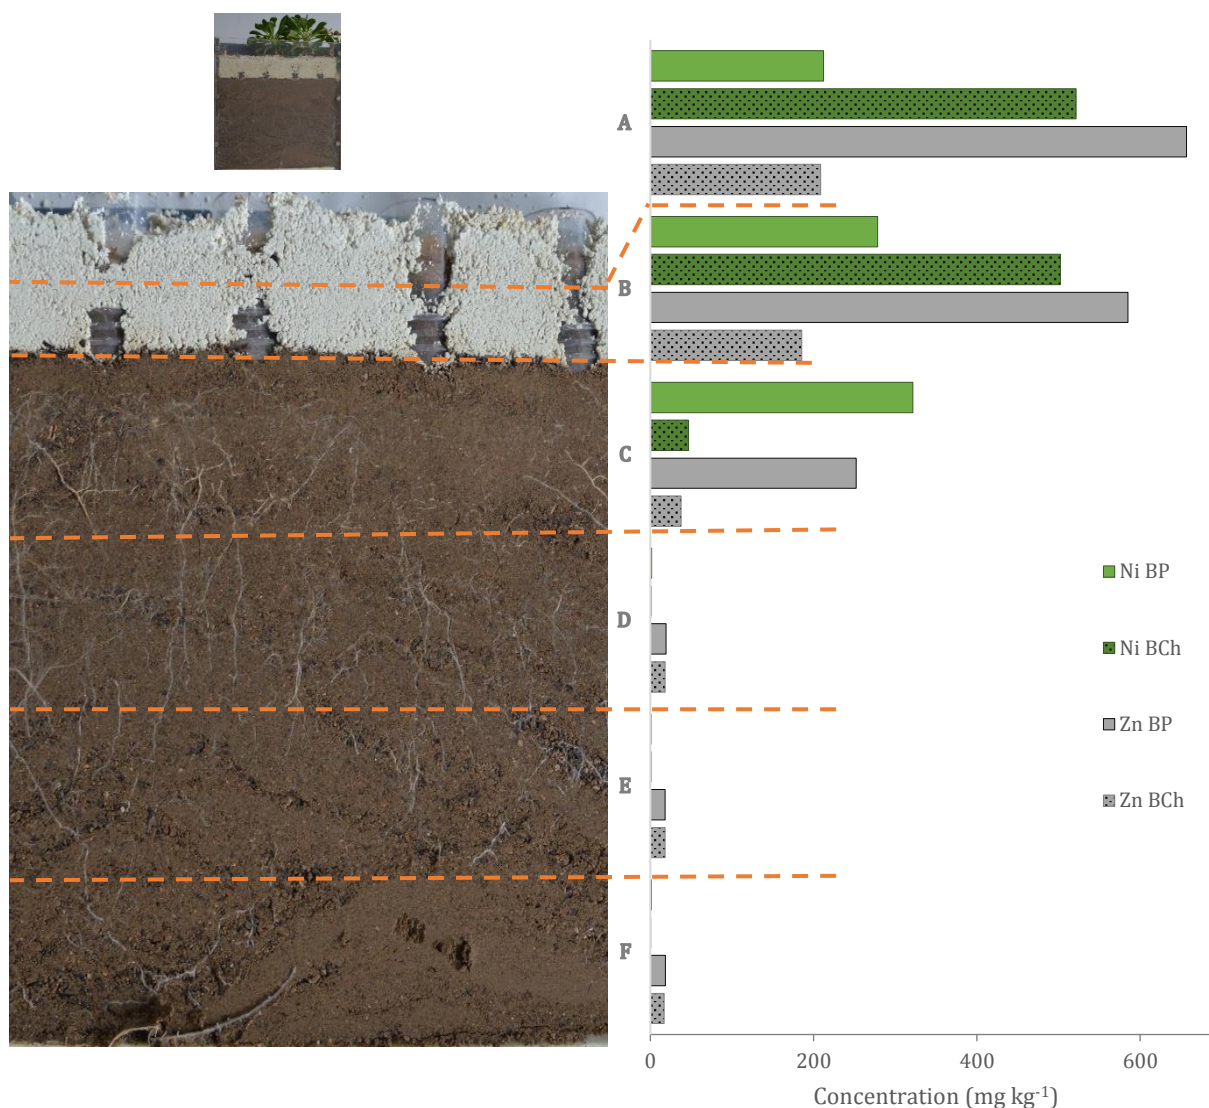 A
B
C
D
E
F
Ni BP
Ni BCh
Zn BP
Zn BCh
0 200 400 600
Concentration (mg kg⁻¹)